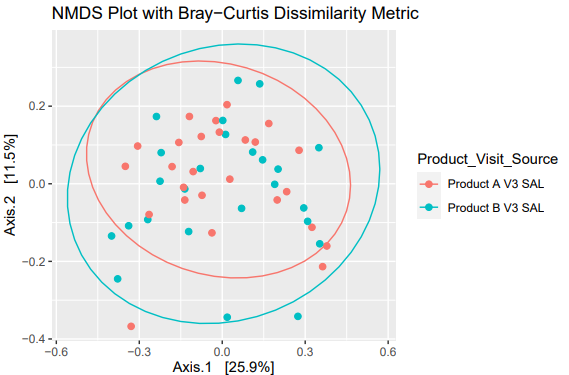 NMDS Plot with Bray−Curtis Dissimilarity Metric
Axis.2 [11.5%]
0.2
0.0
−0.2
−0.4
−0.6
−0.3
0.0
0.3
0.6
Axis.1 [25.9%]
Product_Visit_Source
Product A V3 SAL
Product B V3 SAL